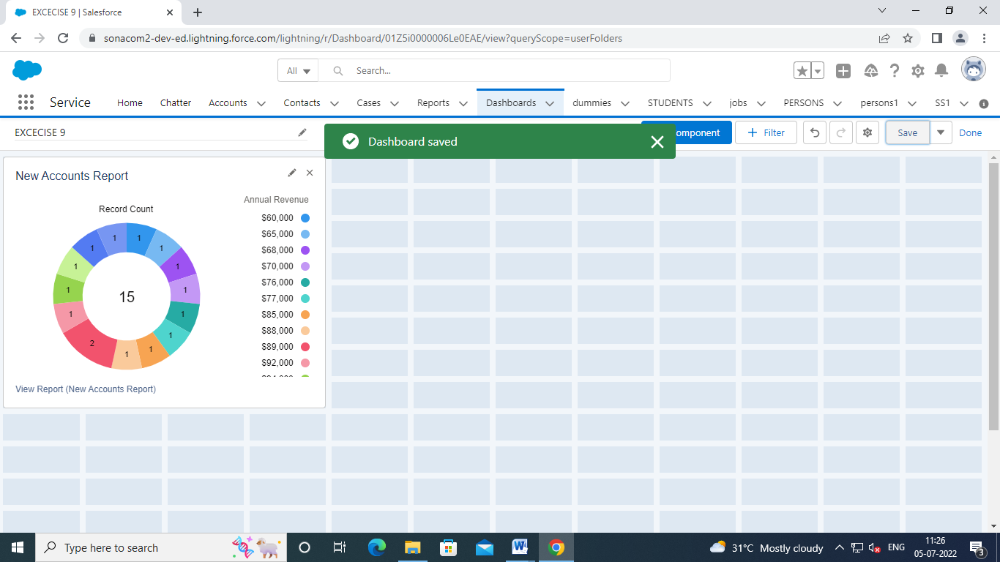 EXCECISE 9 | Salesforce
sonacom2-dev-ed.lightning.force.com/lightning/r/Dashboard/01Z5i0000006Le0EAE/view?queryScope=userFolders
All
Search...
Service
Home
Chatter
Accounts
Contacts
Cases
Reports
Dashboards
dummies
STUDENTS
jobs
PERSONS
persons1
SS1
EXCECISE 9
Dashboard saved
omponent
+ Filter
Save
Done
New Accounts Report
Annual Revenue
Record Count
$60,000
$65,000
$68,000
$70,000
$76,000
$77,000
$85,000
$88,000
$89,000
$92,000
1
1
1
1
1
1
1
1
2
1
1
1
1
1
15
View Report (New Accounts Report)
Type here to search
31°C Mostly cloudy
ENG
11:26
05-07-2022
3